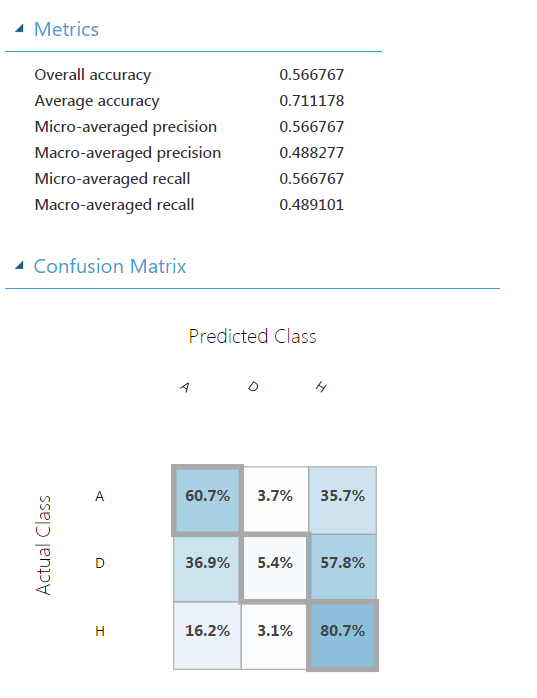 Metrics
Overall accuracy 0.566767
Average accuracy 0.711178
Micro-averaged precision 0.566767
Macro-averaged precision 0.488277
Micro-averaged recall 0.566767
Macro-averaged recall 0.489101
Confusion Matrix
Predicted Class
A D H
Actual Class
A 60.7% 3.7% 35.7%
D 36.9% 5.4% 57.8%
H 16.2% 3.1% 80.7%